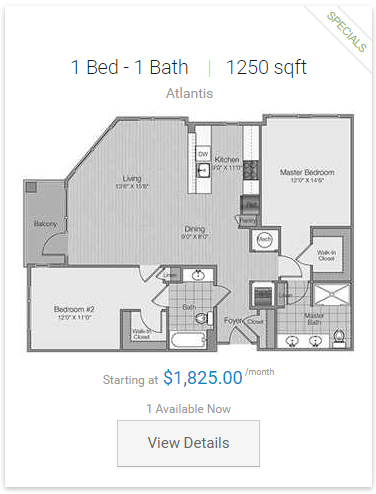 SPECIALS
1 Bed - 1 Bath | 1250 sqft
Atlantis
Living
13'6" X 15'6"
DW
Kitchen
9'0" X 11'0"
Master Bedroom
12'0" X 14'6"
Ref.
Pantry
Balcony
Dining
9'0" X 8'0"
Mech
Walk-In
Closet
Linen
Bedroom #2
12'0" X 11'0"
Bath
Linen
Walk-In
Closet
Foyer
Closet
Master
Bath
Starting at $1,825.00 /month
1 Available Now
View Details